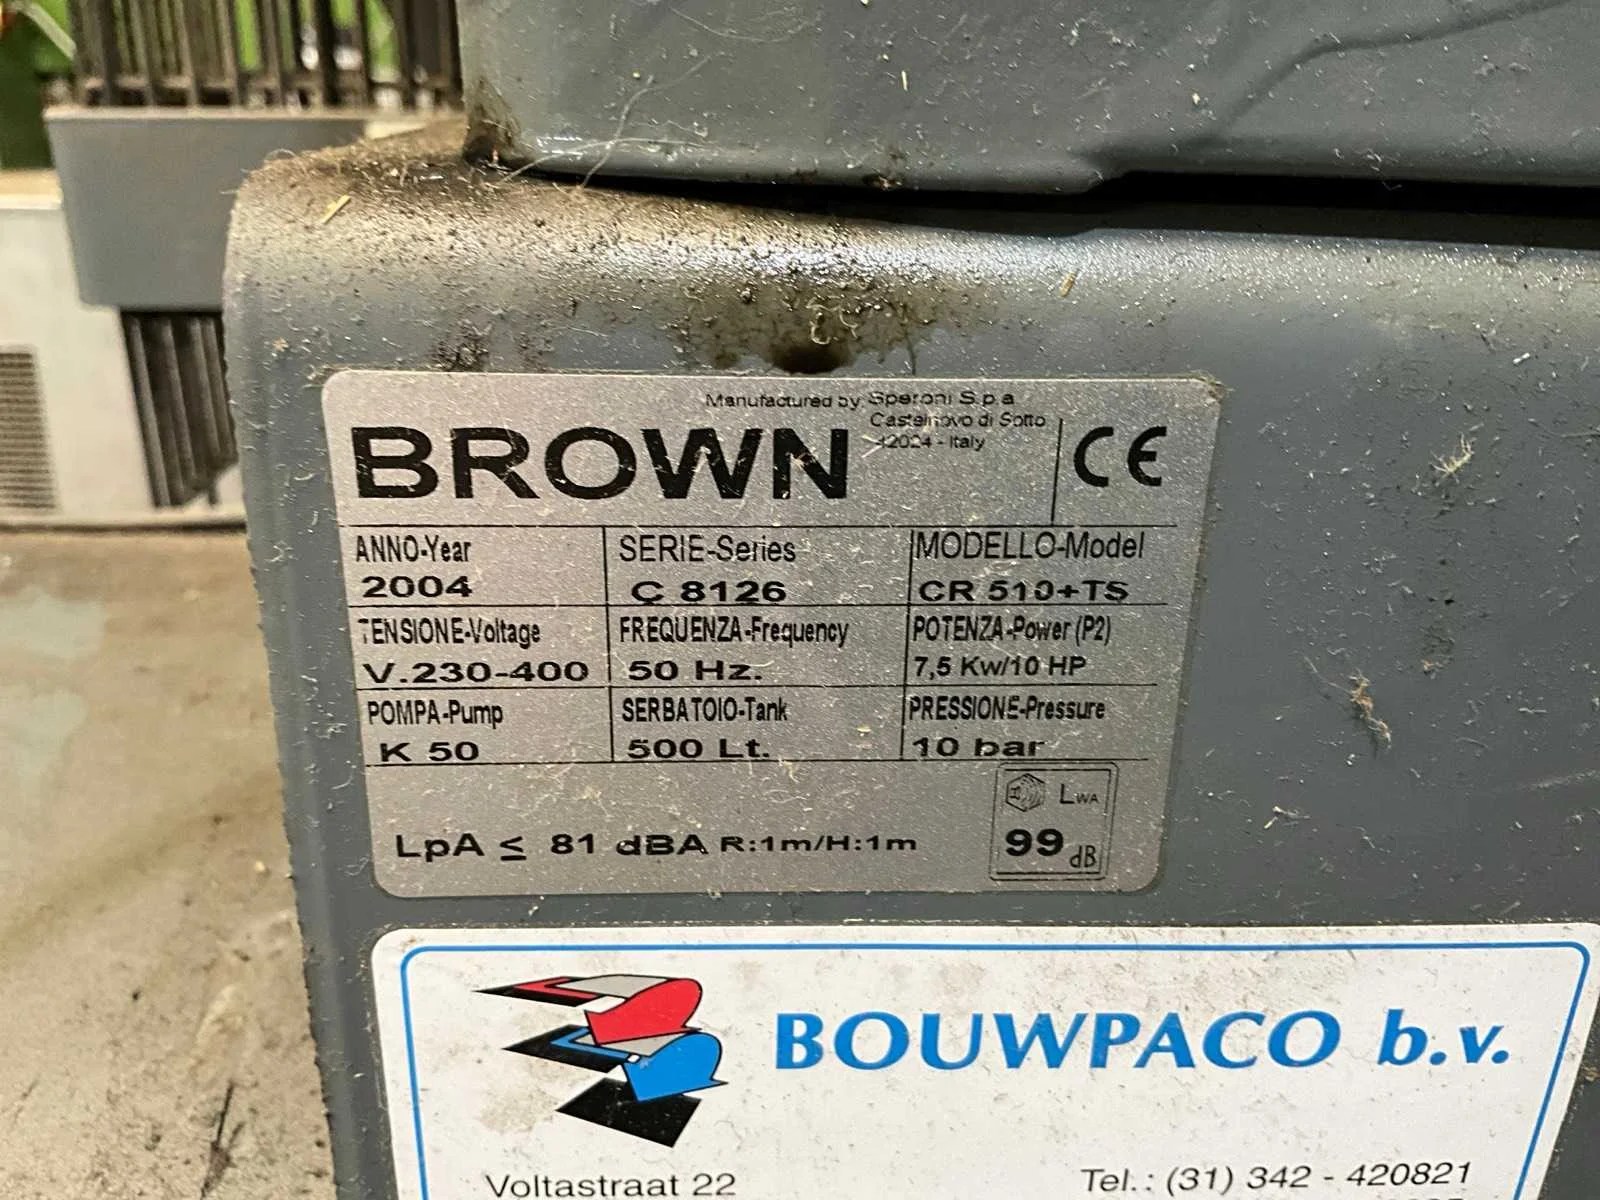 Manufactured by: Speroni S.p.a
Castelnovo di Sotto
42024 - Italy
BROWN
CE
ANNO-Year
SERIE-Series
MODELLO-Model
2004
C 8126
CR 510+TS
TENSIONE-Voltage
FREQUENZA-Frequency
POTENZA-Power (P2)
V.230-400
50 Hz.
7,5 Kw/10 HP
POMPA-Pump
SERBATOIO-Tank
PRESSIONE-Pressure
K 50
500 Lt.
10 bar
LWA
LpA ≤ 81 dBA R:1m/H:1m
99 dB
BOUWPACO b.v.
Voltastraat 22
Tel.: (31) 342 - 420821